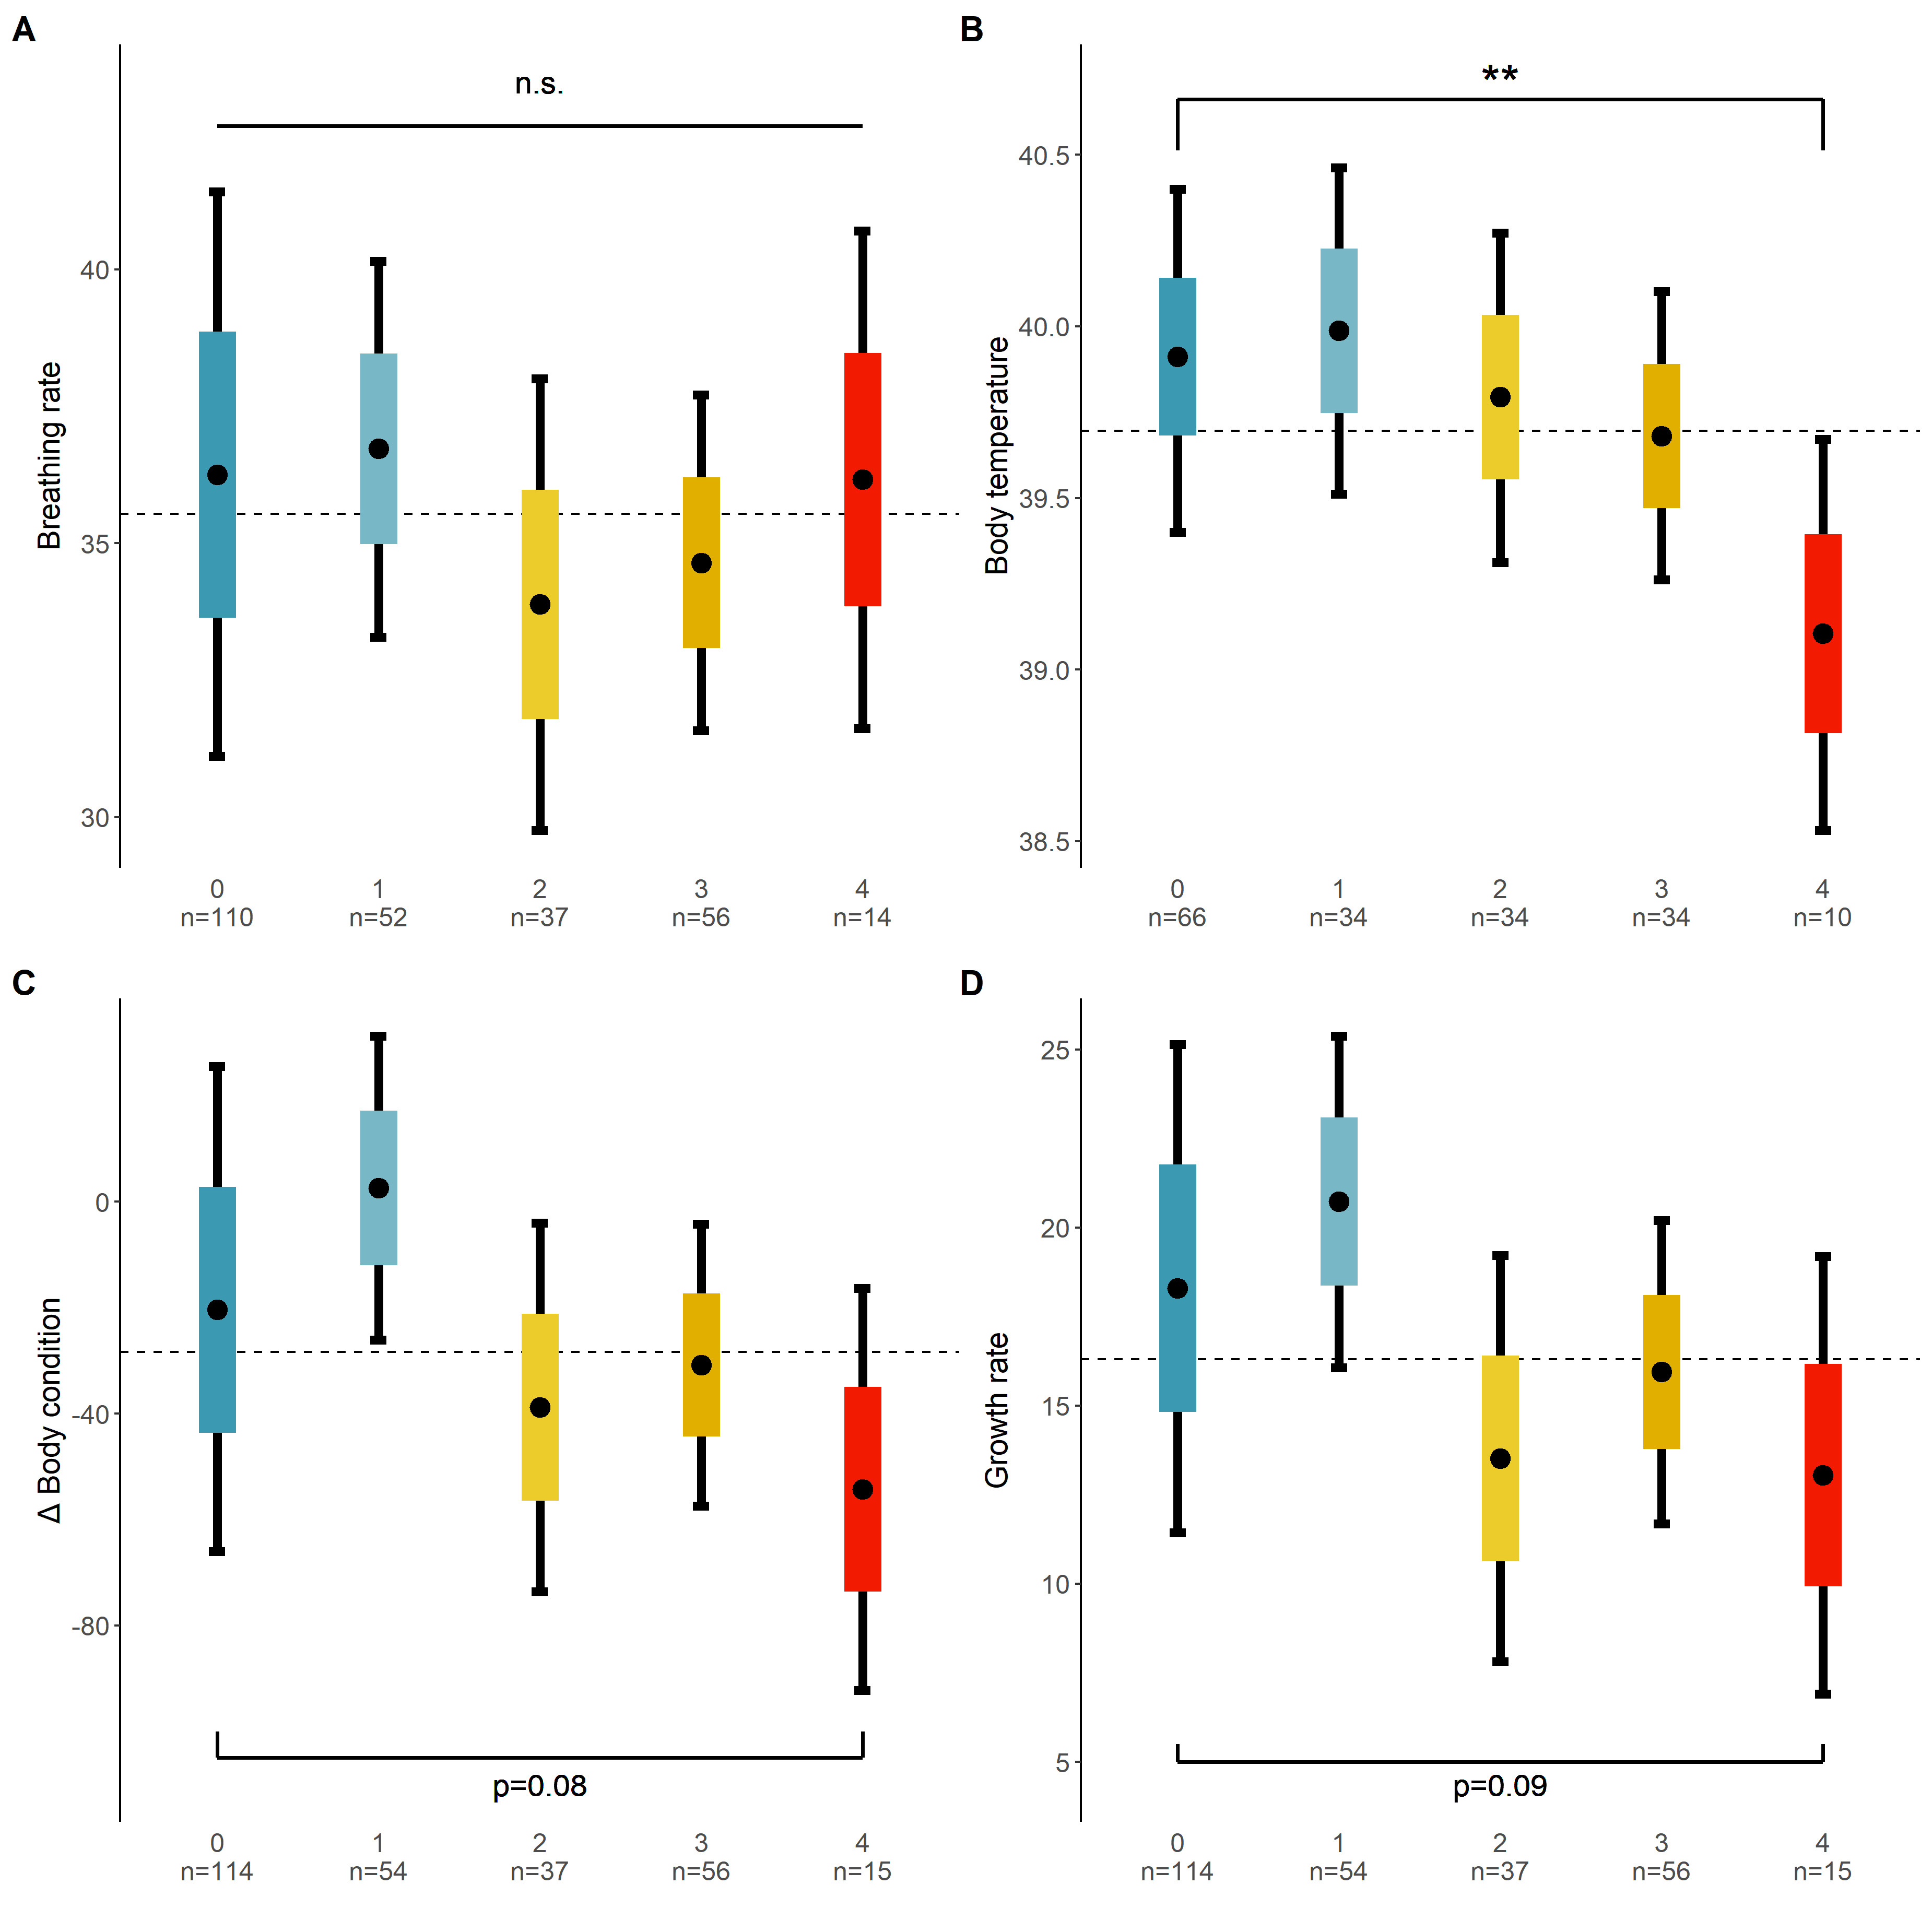 A
n.s.
Breathing rate
40
35
30
0 1 2 3 4
n=110 n=52 n=37 n=56 n=14
B
**
Body temperature
40.5
40.0
39.5
39.0
38.5
0 1 2 3 4
n=66 n=34 n=34 n=34 n=10
C
Δ Body condition
0
-40
-80
p=0.08
0 1 2 3 4
n=114 n=54 n=37 n=56 n=15
D
Growth rate
25
20
15
10
5
p=0.09
0 1 2 3 4
n=114 n=54 n=37 n=56 n=15